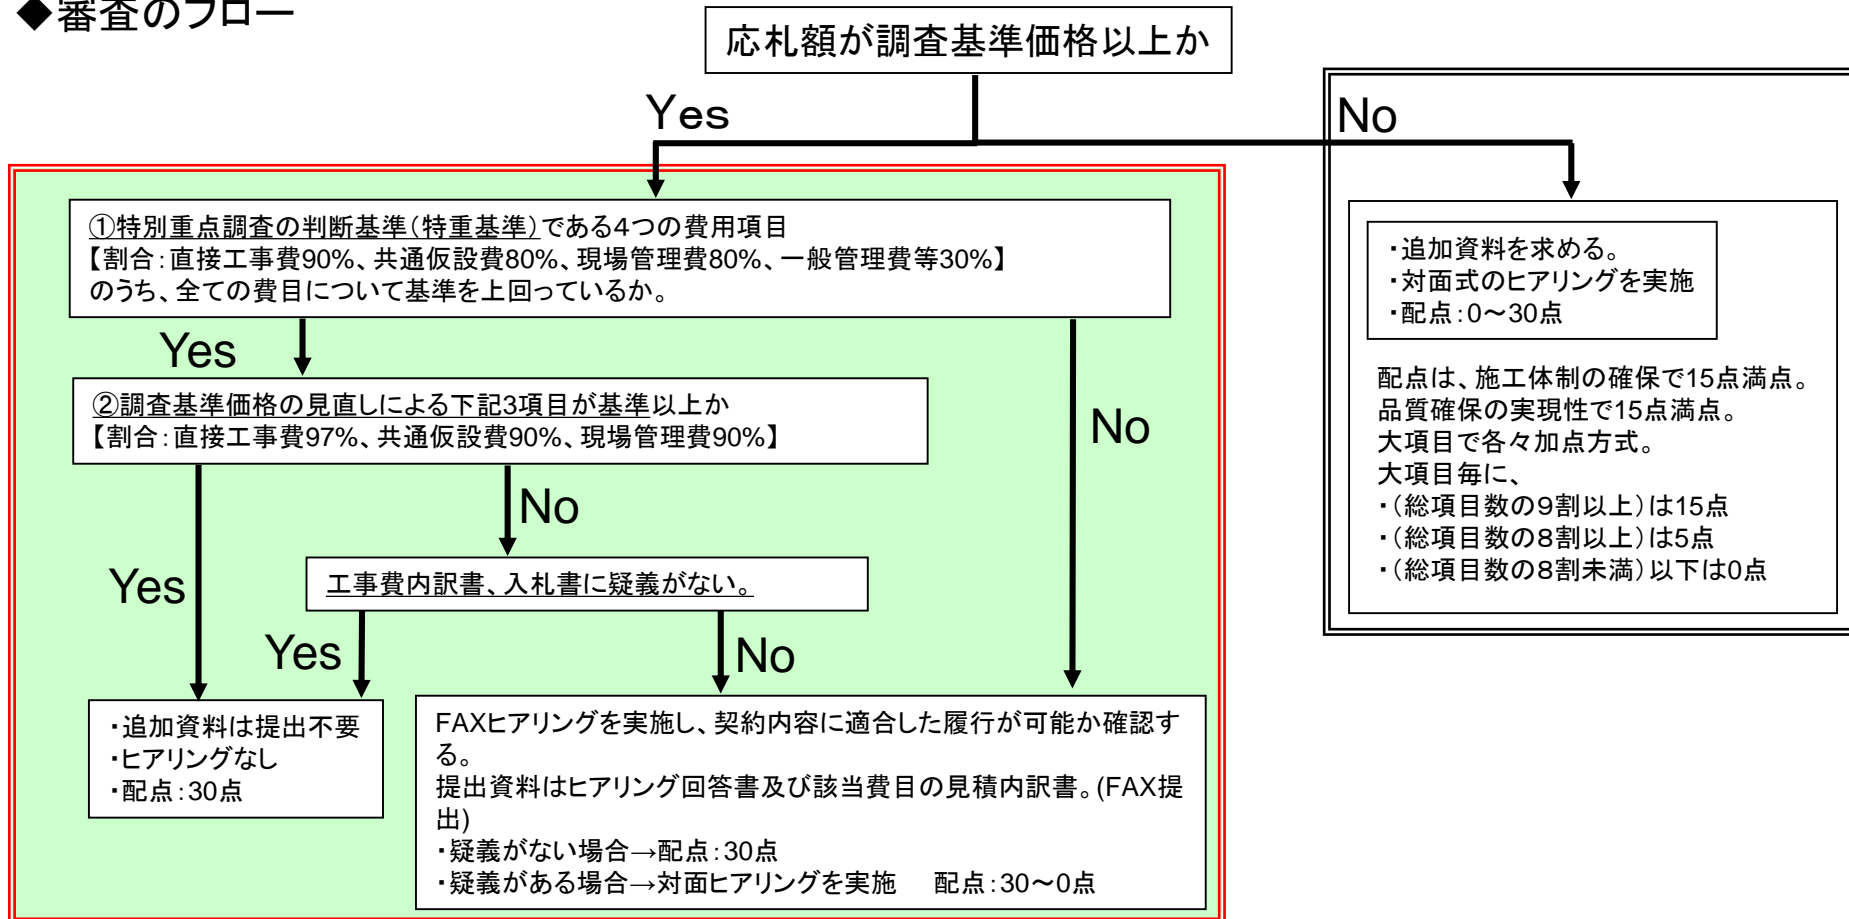 ◆審査のフロー
応札額が調査基準価格以上か
Yes
No
①特別重点調査の判断基準(特重基準)である4つの費用項目
【割合:直接工事費90%、共通仮設費80%、現場管理費80%、一般管理費等30%】
のうち、全ての費目について基準を上回っているか。
Yes
No
②調査基準価格の見直しによる下記3項目が基準以上か
【割合:直接工事費97%、共通仮設費90%、現場管理費90%】
Yes
No
工事費内訳書、入札書に疑義がない。
Yes
No
・追加資料は提出不要
・ヒアリングなし
・配点:30点
FAXヒアリングを実施し、契約内容に適合した履行が可能か確認す
る。
提出資料はヒアリング回答書及び該当費目の見積内訳書。(FAX提
出)
・疑義がない場合→配点:30点
・疑義がある場合→対面ヒアリングを実施　配点:30～0点
・追加資料を求める。
・対面式のヒアリングを実施
・配点:0～30点
配点は、施工体制の確保で15点満点。
品質確保の実現性で15点満点。
大項目で各々加点方式。
大項目毎に、
・(総項目数の9割以上)は15点
・(総項目数の8割以上)は5点
・(総項目数の8割未満)以下は0点